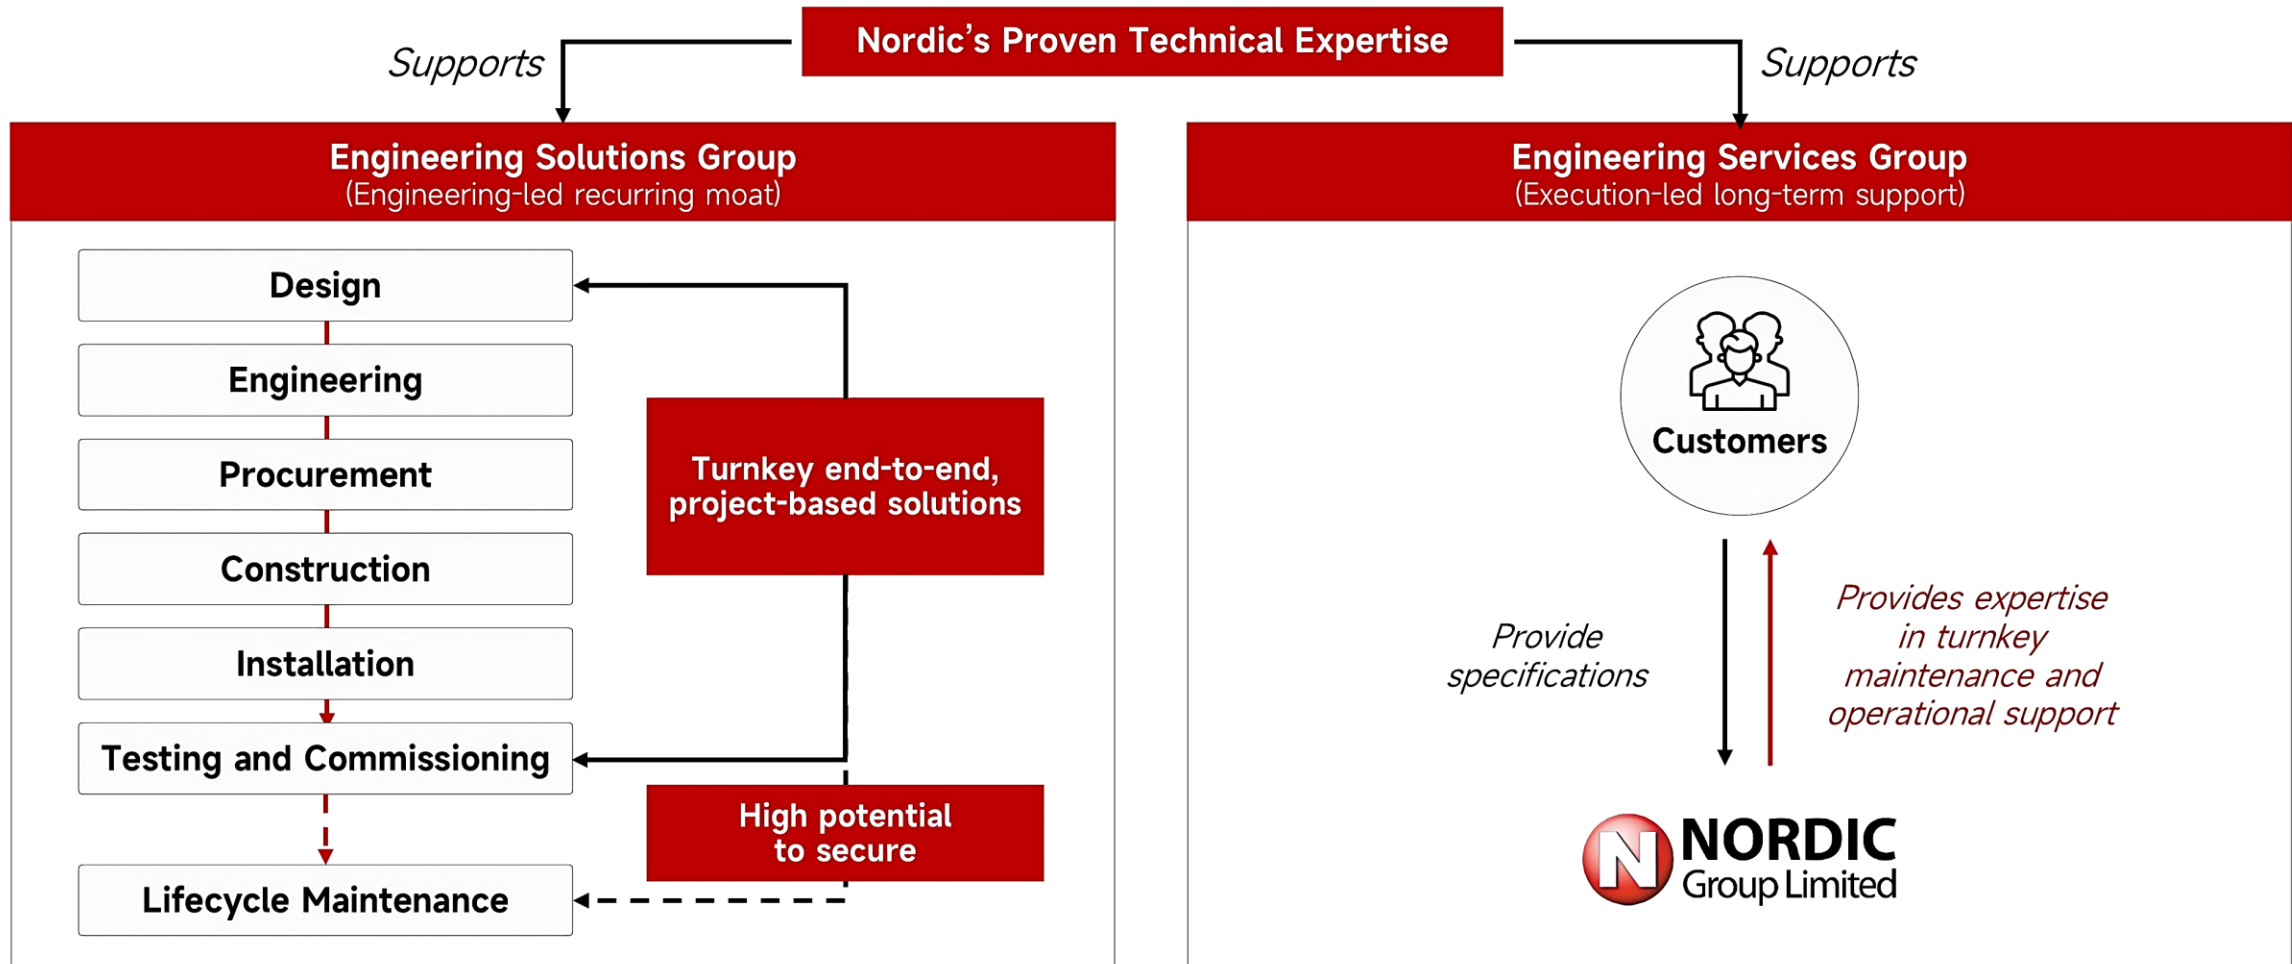 Nordic’s Proven Technical Expertise
Supports
Supports
Engineering Solutions Group
(Engineering-led recurring moat)
Design
Engineering
Procurement
Construction
Installation
Testing and Commissioning
Lifecycle Maintenance
Turnkey end-to-end,
project-based solutions
High potential
to secure
Engineering Services Group
(Execution-led long-term support)
Customers
Provide
specifications
Provides expertise
in turnkey
maintenance and
operational support
N
NORDIC
Group Limited